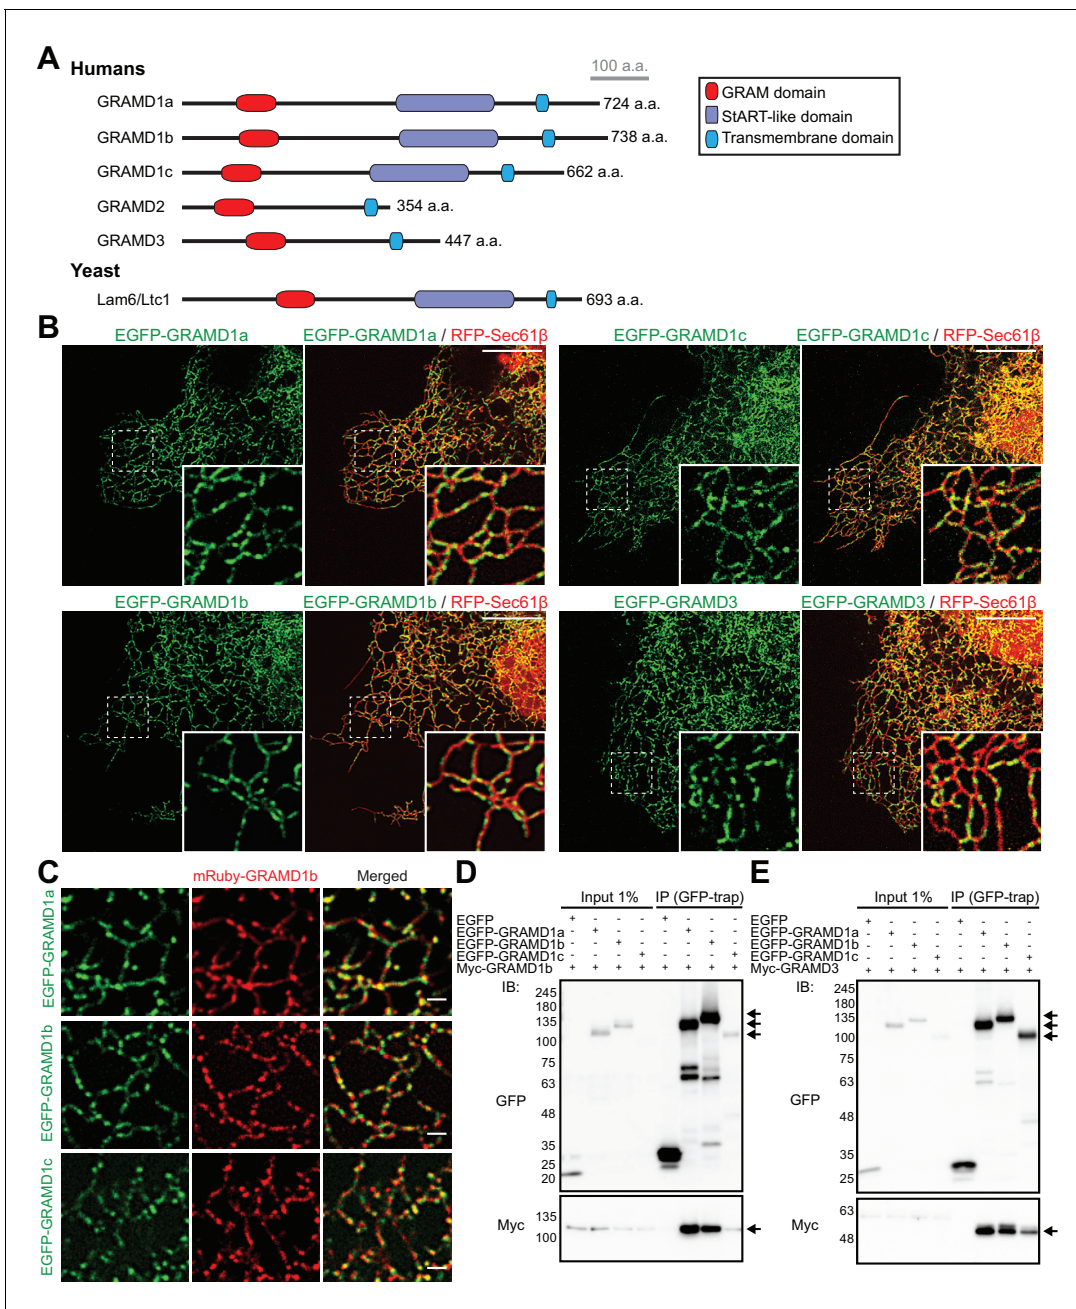 A
Humans
100 a.a.
GRAMD1a
724 a.a.
GRAMD1b
738 a.a.
GRAMD1c
662 a.a.
GRAMD2
354 a.a.
GRAMD3
447 a.a.
Yeast
Lam6/Ltc1
693 a.a.
GRAM domain
StART-like domain
Transmembrane domain
B
EGFP-GRAMD1a
EGFP-GRAMD1a / RFP-Sec61β
EGFP-GRAMD1c
EGFP-GRAMD1c / RFP-Sec61β
EGFP-GRAMD1b
EGFP-GRAMD1b / RFP-Sec61β
EGFP-GRAMD3
EGFP-GRAMD3 / RFP-Sec61β
C
mRuby-GRAMD1b
Merged
EGFP-GRAMD1a
EGFP-GRAMD1b
EGFP-GRAMD1c
D
Input 1% IP (GFP-trap)
EGFP + - - - + - - -
EGFP-GRAMD1a - + - - - + - -
EGFP-GRAMD1b - - + - - - + -
EGFP-GRAMD1c - - - + - - - +
Myc-GRAMD1b + + + + + + + +
IB:
245
180
135
100
75
63
48
35
25
20
GFP
Myc
135
100
E
Input 1% IP (GFP-trap)
EGFP + - - - + - - -
EGFP-GRAMD1a - + - - - + - -
EGFP-GRAMD1b - - + - - - + -
EGFP-GRAMD1c - - - + - - - +
Myc-GRAMD3 + + + + + + + +
IB:
245
180
135
100
75
63
48
35
25
GFP
Myc
63
48